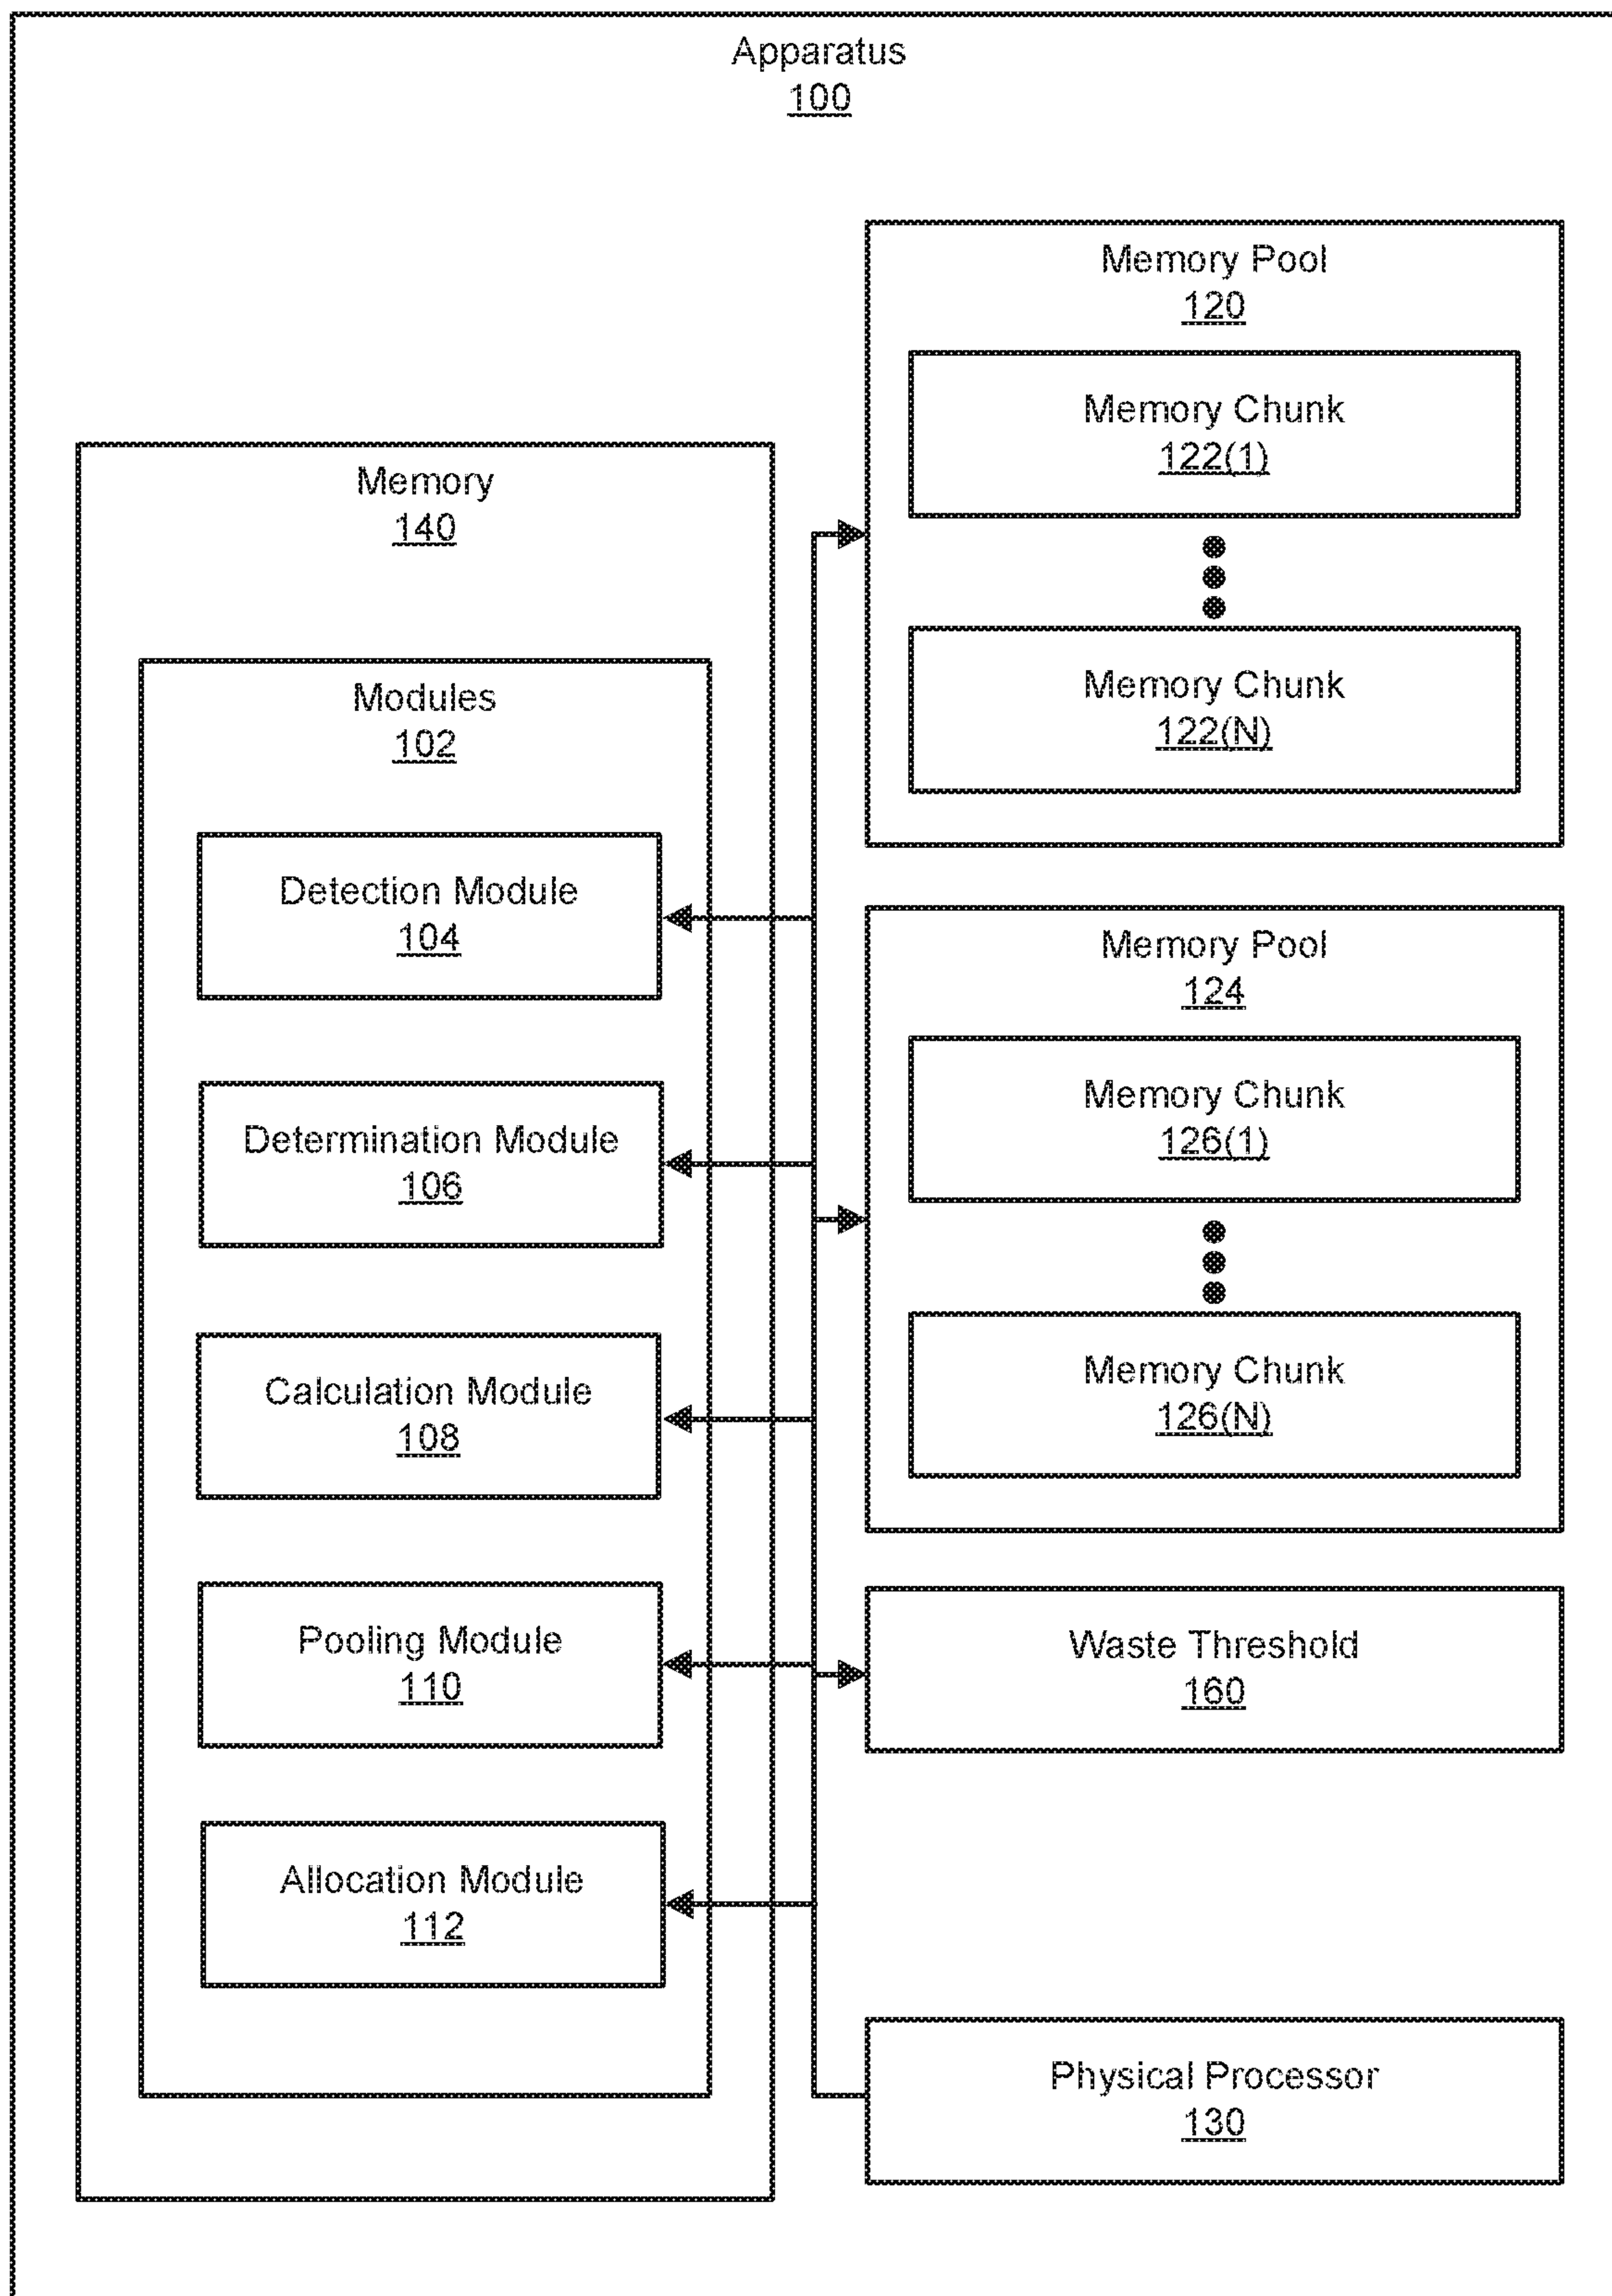 Apparatus
100
Memory
140
Modules
102
Detection Module
104
Determination Module
106
Calculation Module
108
Pooling Module
110
Allocation Module
112
Memory Pool
120
Memory Chunk
122(1)
Memory Chunk
122(N)
Memory Pool
124
Memory Chunk
126(1)
Memory Chunk
126(N)
Waste Threshold
160
Physical Processor
130